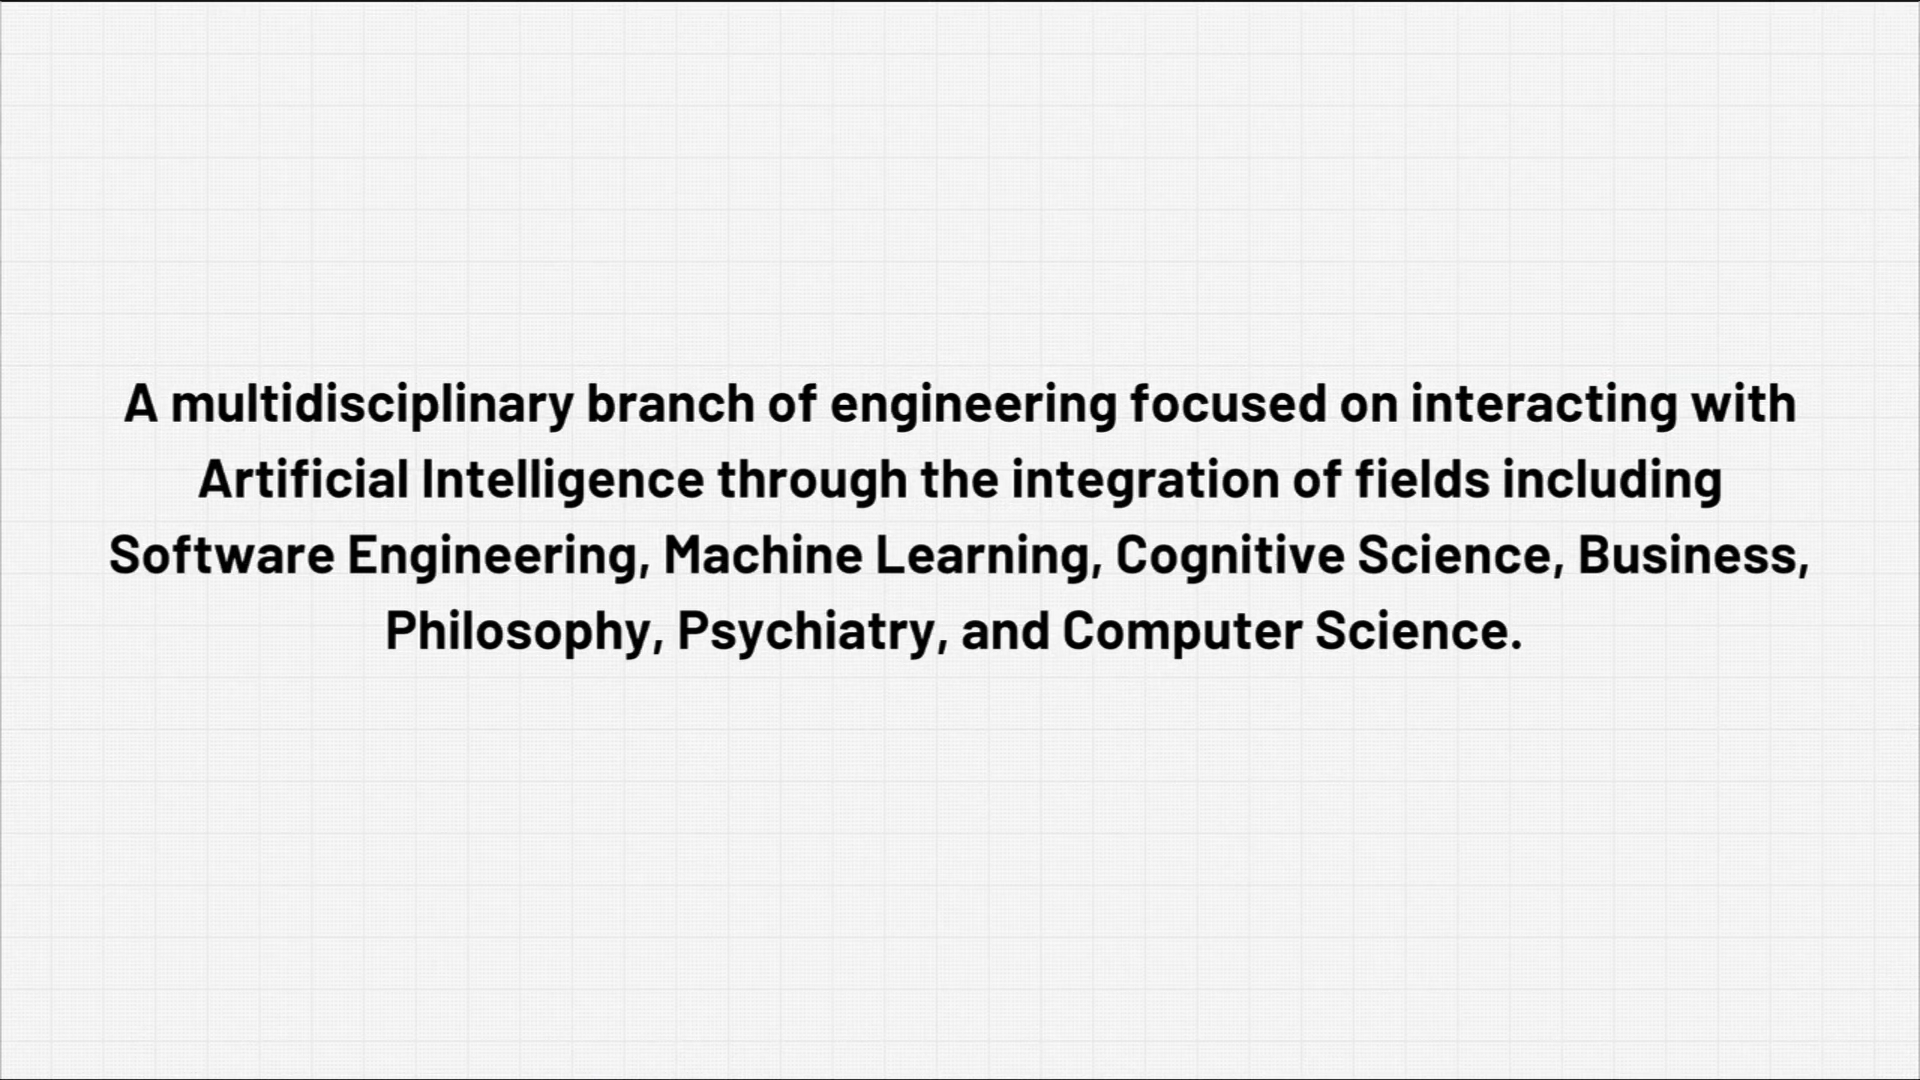 A multidisciplinary branch of engineering focused on interacting with
Artificial Intelligence through the integration of fields including
Software Engineering, Machine Learning, Cognitive Science, Business,
Philosophy, Psychiatry, and Computer Science.